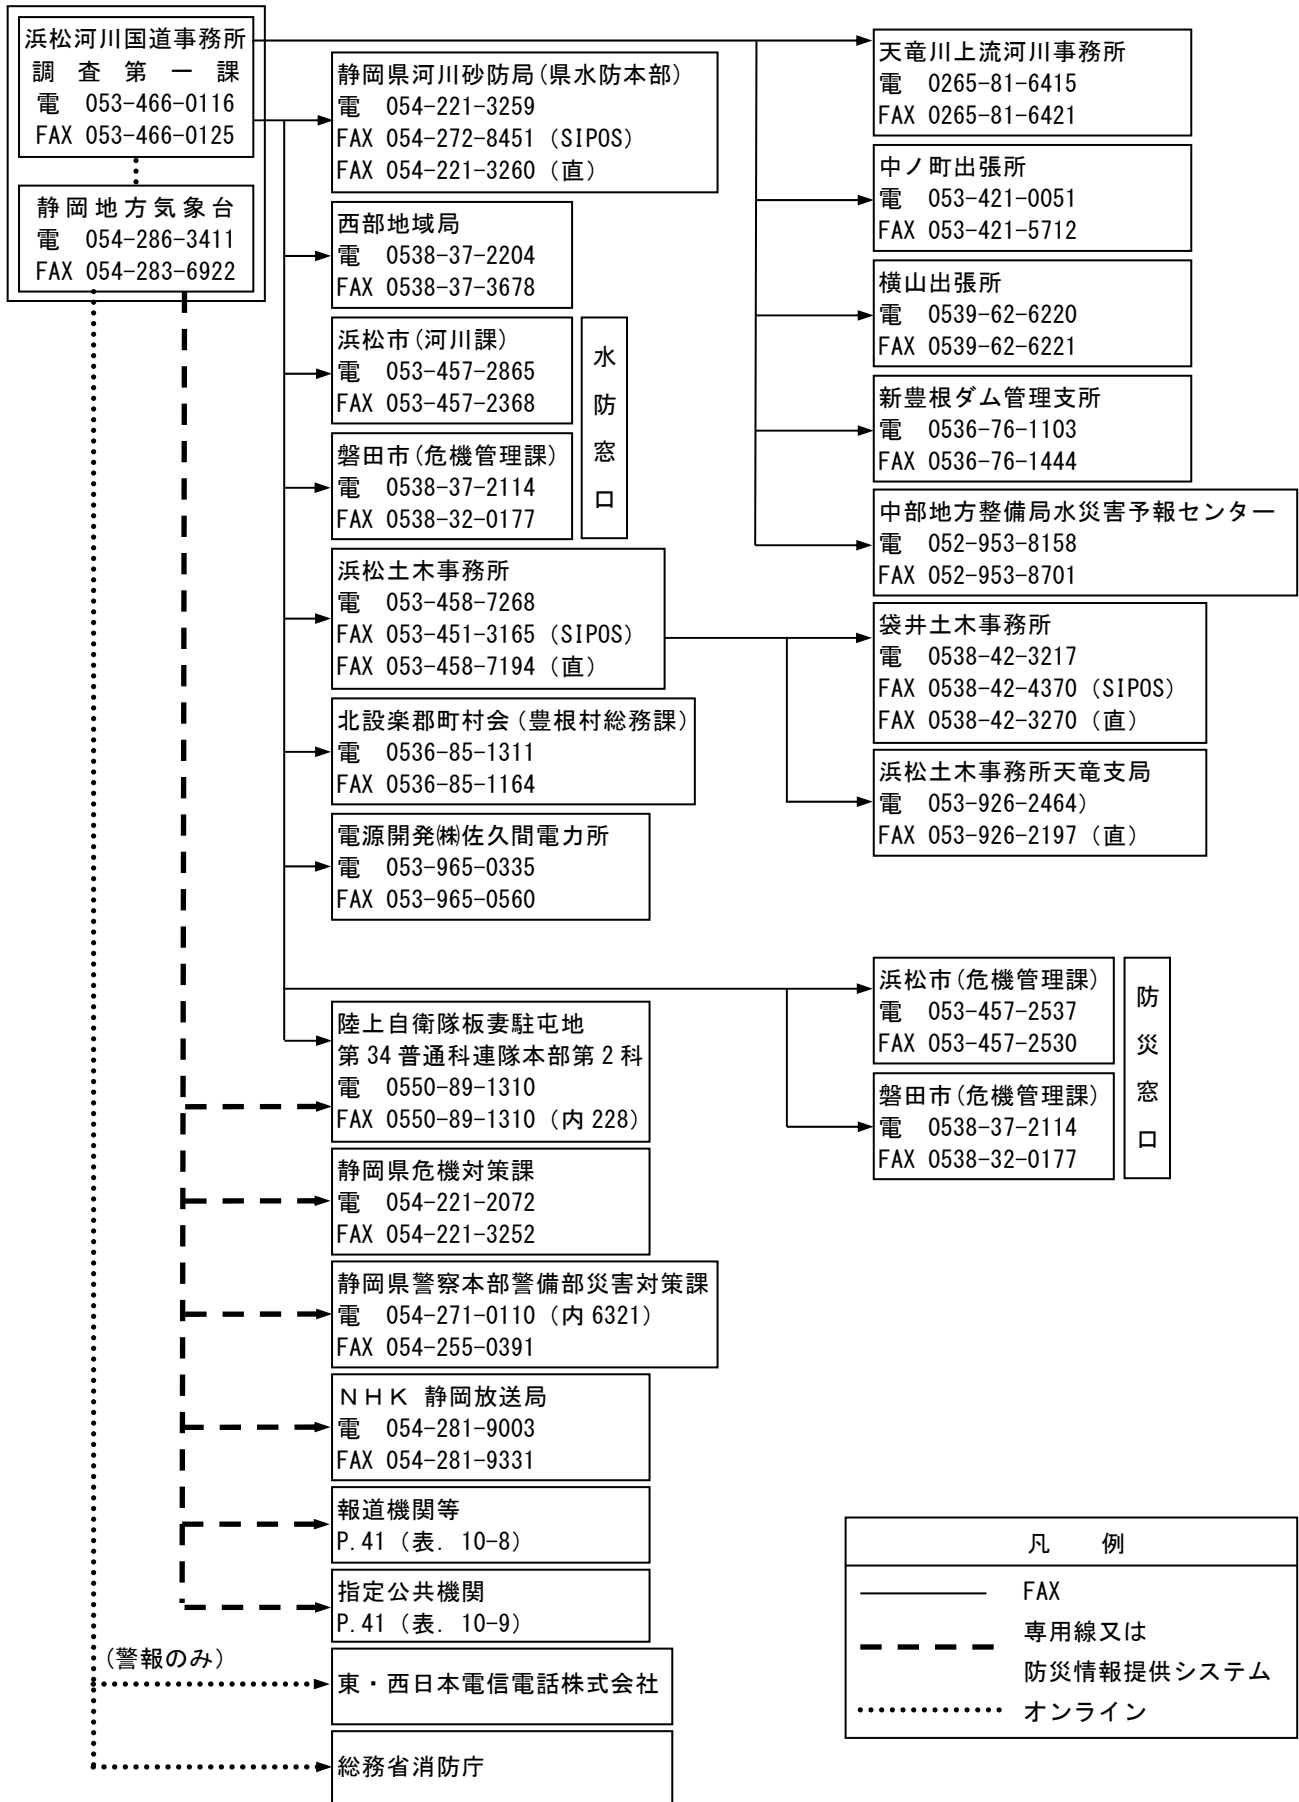 浜松河川国道事務所
調 査 第 一 課
電 053-466-0116
FAX 053-466-0125
静岡地方気象台
電 054-286-3411
FAX 054-283-6922
静岡県河川砂防局(県水防本部)
電 054-221-3259
FAX 054-272-8451 (SIPOS)
FAX 054-221-3260 (直)
西部地域局
電 0538-37-2204
FAX 0538-37-3678
浜松市(河川課)
電 053-457-2865
FAX 053-457-2368
磐田市(危機管理課)
電 0538-37-2114
FAX 0538-32-0177
水防窓口
浜松土木事務所
電 053-458-7268
FAX 053-451-3165 (SIPOS)
FAX 053-458-7194 (直)
北設楽郡町村会(豊根村総務課)
電 0536-85-1311
FAX 0536-85-1164
電源開発㈱佐久間電力所
電 053-965-0335
FAX 053-965-0560
陸上自衛隊板妻駐屯地
第34普通科連隊本部第2科
電 0550-89-1310
FAX 0550-89-1310 (内228)
静岡県危機対策課
電 054-221-2072
FAX 054-221-3252
静岡県警察本部警備部災害対策課
電 054-271-0110 (内6321)
FAX 054-255-0391
NHK 静岡放送局
電 054-281-9003
FAX 054-281-9331
報道機関等
P.41 (表. 10-8)
指定公共機関
P.41 (表. 10-9)
(警報のみ)
東・西日本電信電話株式会社
総務省消防庁
天竜川上流河川事務所
電 0265-81-6415
FAX 0265-81-6421
中ノ町出張所
電 053-421-0051
FAX 053-421-5712
横山出張所
電 0539-62-6220
FAX 0539-62-6221
新豊根ダム管理支所
電 0536-76-1103
FAX 0536-76-1444
中部地方整備局水災害予報センター
電 052-953-8158
FAX 052-953-8701
袋井土木事務所
電 0538-42-3217
FAX 0538-42-4370 (SIPOS)
FAX 0538-42-3270 (直)
浜松土木事務所天竜支局
電 053-926-2464)
FAX 053-926-2197 (直)
浜松市(危機管理課)
電 053-457-2537
FAX 053-457-2530
磐田市(危機管理課)
電 0538-37-2114
FAX 0538-32-0177
防災窓口
凡 例
FAX
専用線又は
防災情報提供システム
オンライン